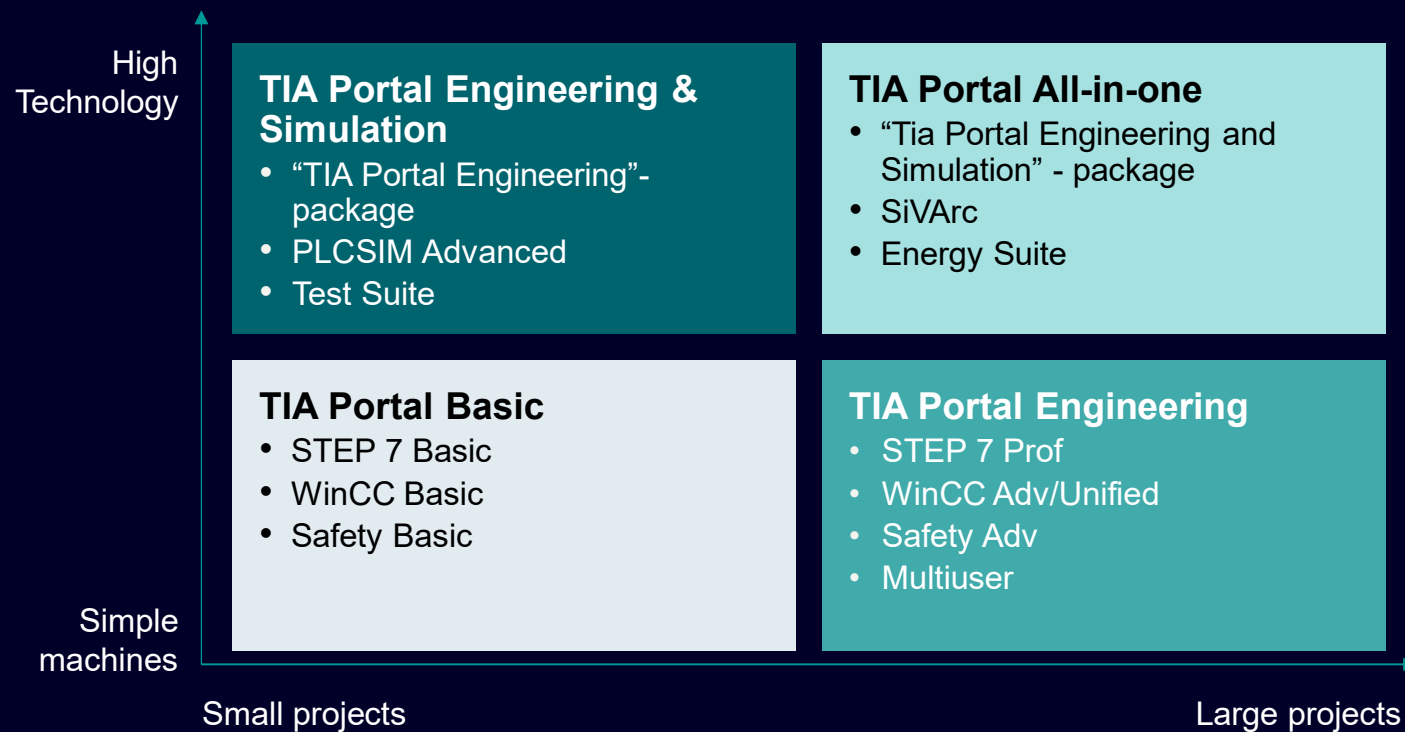 High
Technology
TIA Portal Engineering &
Simulation
• “TIA Portal Engineering”-
package
• PLCSIM Advanced
• Test Suite
TIA Portal All-in-one
• “Tia Portal Engineering and
Simulation” - package
• SiVArc
• Energy Suite
TIA Portal Basic
• STEP 7 Basic
• WinCC Basic
• Safety Basic
TIA Portal Engineering
• STEP 7 Prof
• WinCC Adv/Unified
• Safety Adv
• Multiuser
Simple
machines
Small projects
Large projects